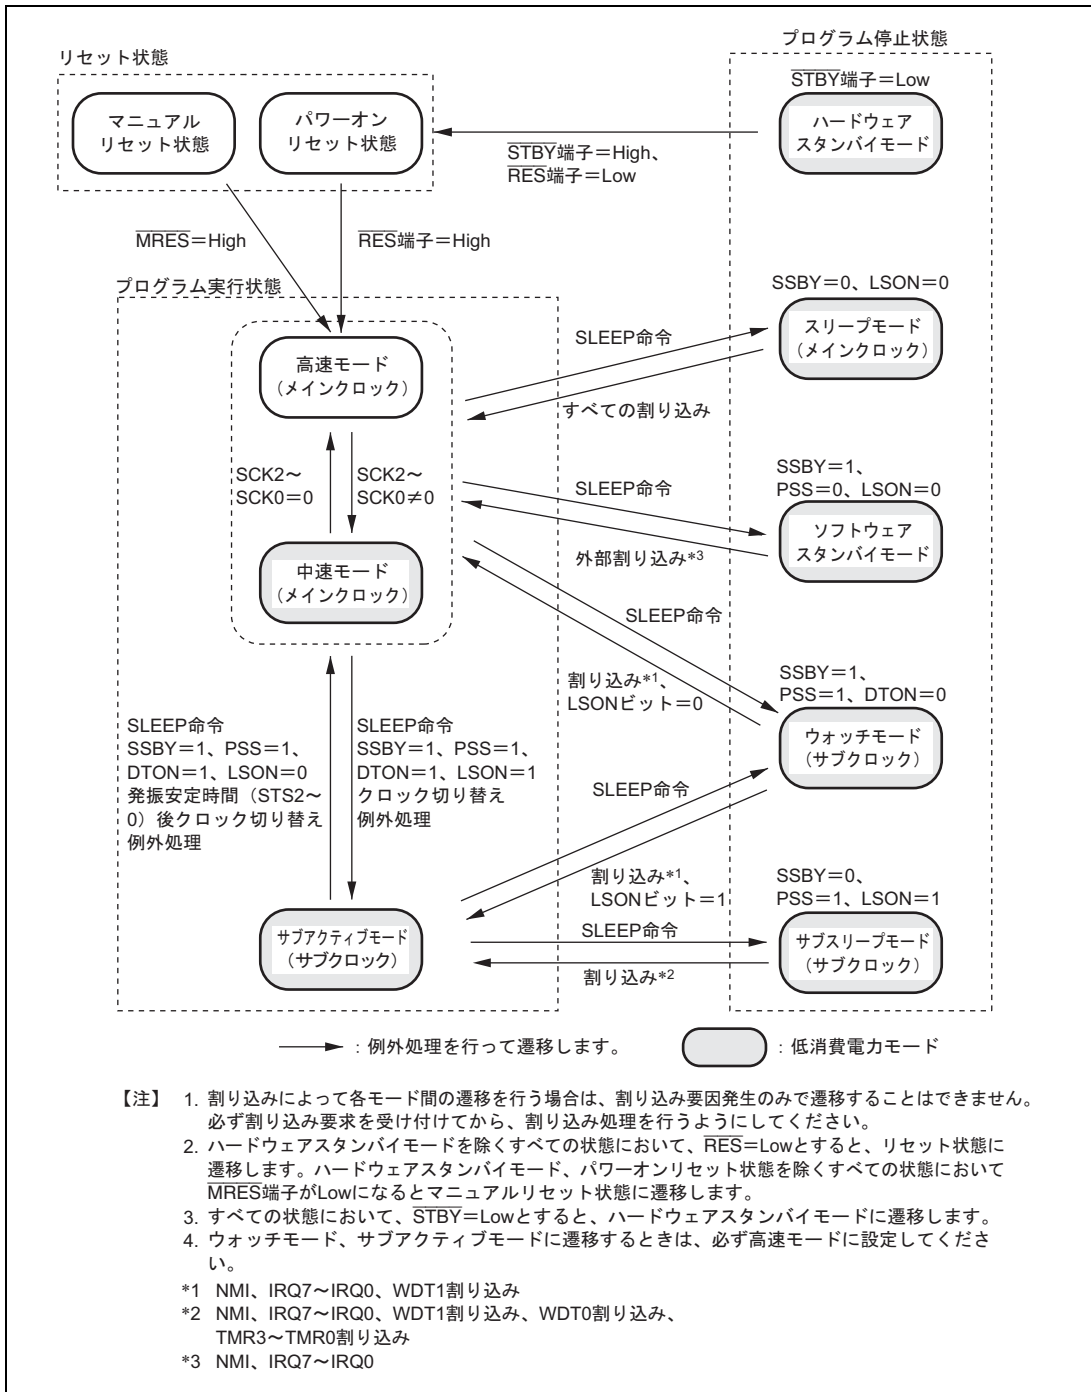 リセット状態
プログラム停止状態
マニュアル
リセット状態
パワーオン
リセット状態
STBY端子＝Low
ハードウェア
スタンバイモード
STBY端子＝High、
RES端子＝Low
MRES＝High
RES端子＝High
プログラム実行状態
高速モード
（メインクロック）
SSBY＝0、LSON＝0
スリープモード
（メインクロック）
SLEEP命令
すべての割り込み
SCK2～
SCK0＝0
SCK2～
SCK0≠0
中速モード
（メインクロック）
SSBY＝1、
PSS＝0、LSON＝0
ソフトウェア
スタンバイモード
SLEEP命令
外部割り込み*3
SLEEP命令
割り込み*1、
LSONビット＝0
SSBY＝1、
PSS＝1、DTON＝0
ウォッチモード
（サブクロック）
SLEEP命令
SSBY＝1、PSS＝1、
DTON＝1、LSON＝0
発振安定時間（STS2～
0）後クロック切り替え
例外処理
SLEEP命令
SSBY＝1、PSS＝1、
DTON＝1、LSON＝1
クロック切り替え
例外処理
SLEEP命令
割り込み*1、
LSONビット＝1
SSBY＝0、
PSS＝1、LSON＝1
サブアクティブモード
（サブクロック）
SLEEP命令
割り込み*2
サブスリープモード
（サブクロック）
：例外処理を行って遷移します。
：低消費電力モード
【注】 1. 割り込みによって各モード間の遷移を行う場合は、割り込み要因発生のみで遷移することはできません。
必ず割り込み要求を受け付けてから、割り込み処理を行うようにしてください。
2. ハードウェアスタンバイモードを除くすべての状態において、RES＝Lowとすると、リセット状態に
遷移します。ハードウェアスタンバイモード、パワーオンリセット状態を除くすべての状態において
MRES端子がLowになるとマニュアルリセット状態に遷移します。
3. すべての状態において、STBY＝Lowとすると、ハードウェアスタンバイモードに遷移します。
4. ウォッチモード、サブアクティブモードに遷移するときは、必ず高速モードに設定してくださ
い。
*1 NMI、IRQ7～IRQ0、WDT1割り込み
*2 NMI、IRQ7～IRQ0、WDT1割り込み、WDT0割り込み、
TMR3～TMR0割り込み
*3 NMI、IRQ7～IRQ0